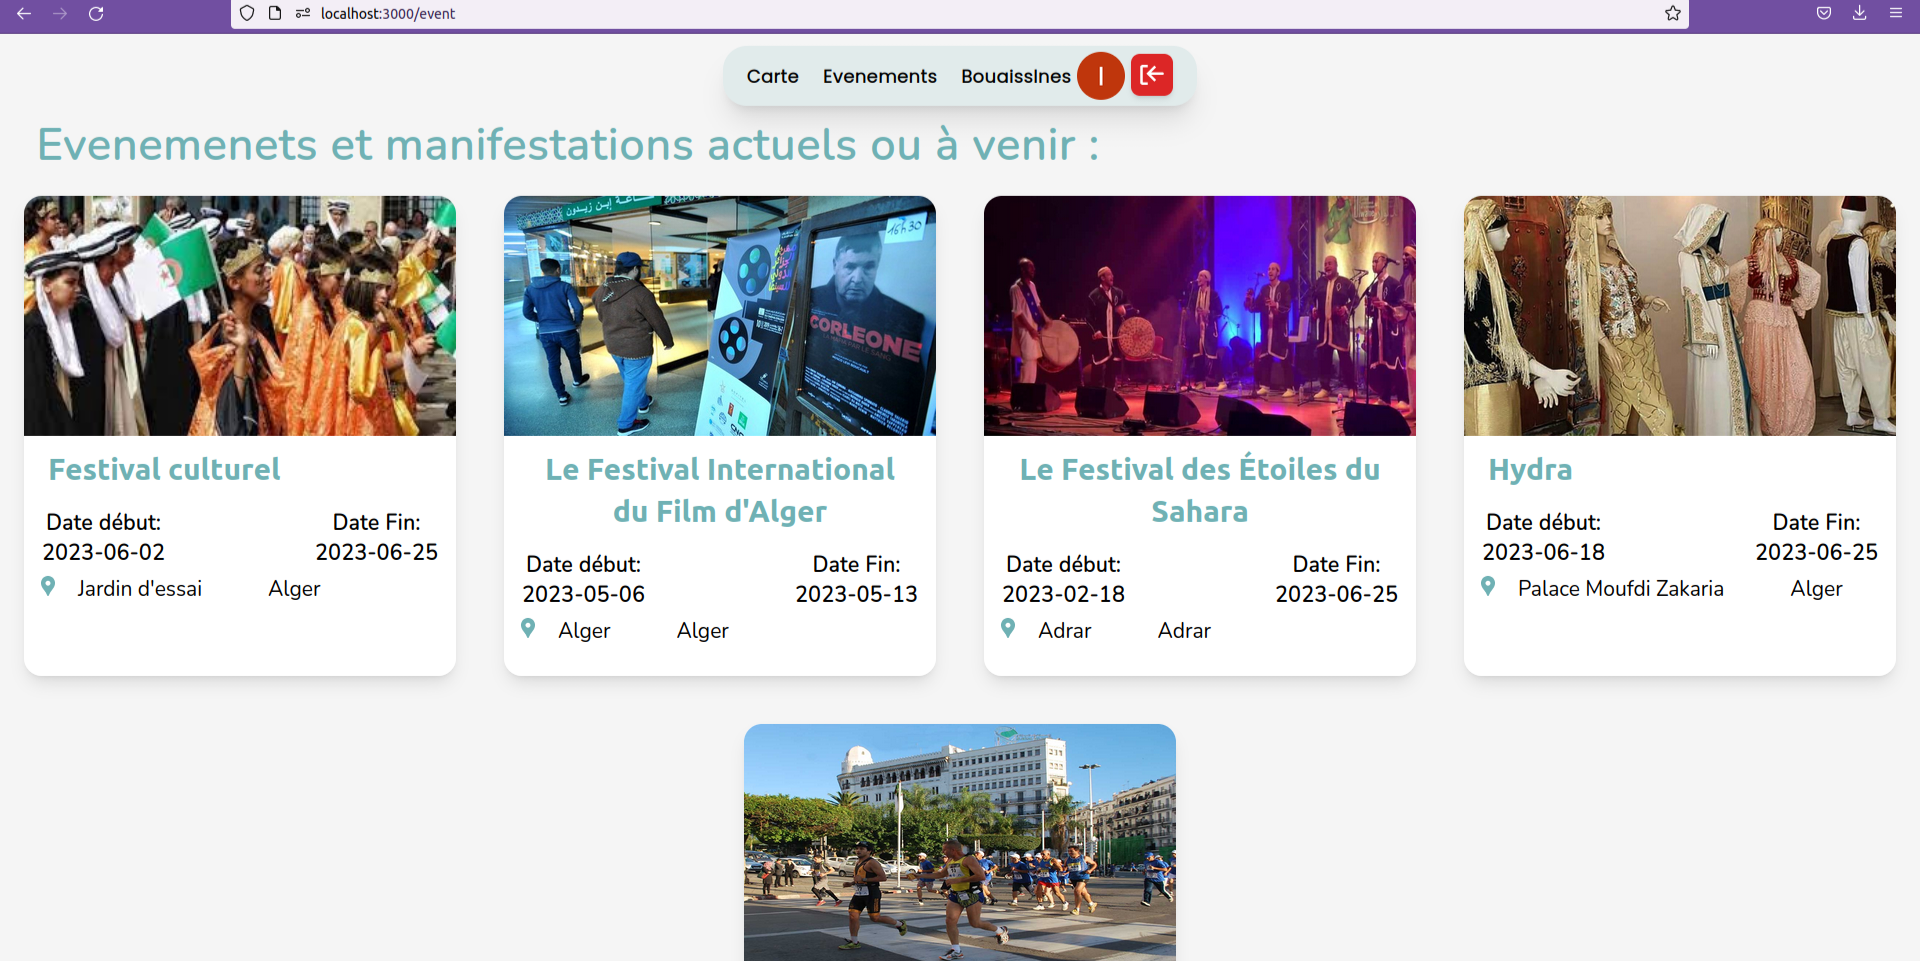 localhost:3000/event
Carte Evenements BouaissInes I
Evenemenets et manifestations actuels ou à venir :
16h30
CORLEONE
Festival culturel
Date début: Date Fin:
2023-06-02 2023-06-25
Jardin d'essai Alger
Le Festival International
du Film d'Alger
Date début: Date Fin:
2023-05-06 2023-05-13
Alger Alger
Le Festival des Étoiles du
Sahara
Date début: Date Fin:
2023-02-18 2023-06-25
Adrar Adrar
Hydra
Date début: Date Fin:
2023-06-18 2023-06-25
Palace Moufdi Zakaria Alger